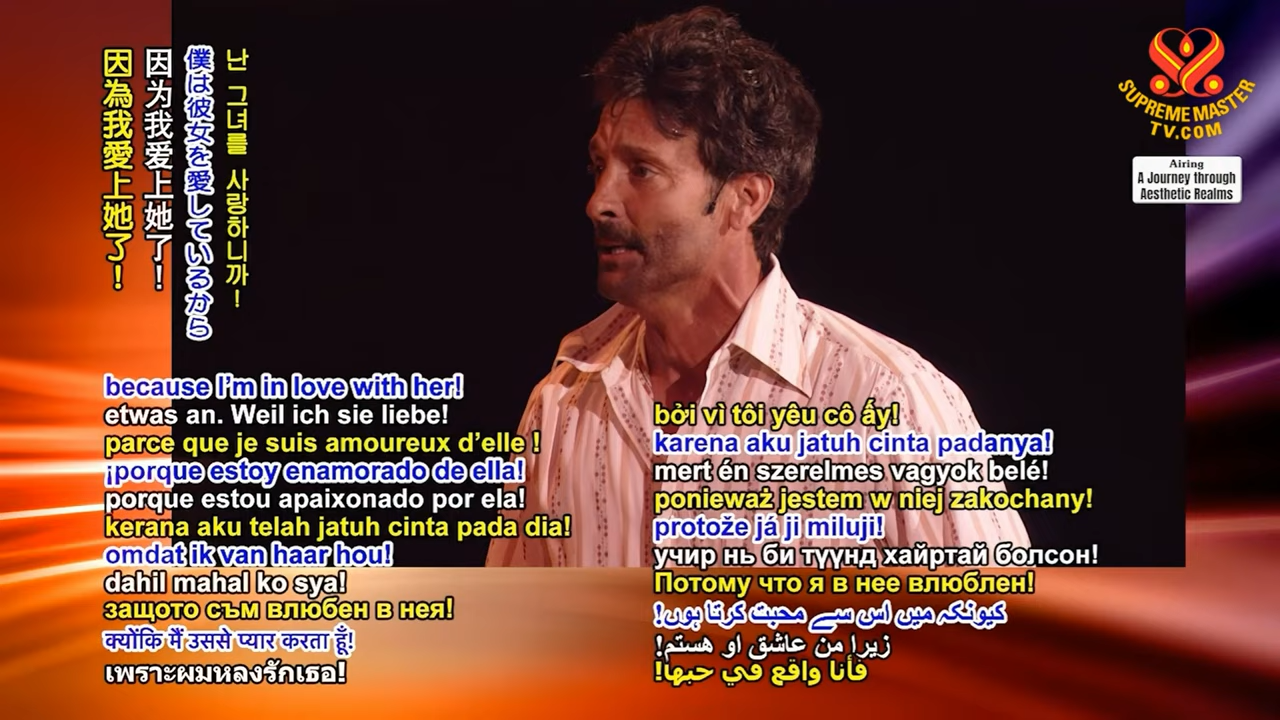 因為我愛上她了！
因为我爱上她了！
僕は彼女を愛しているから
난 그녀를 사랑하니까！
SUPREME MASTER
TV.COM
Airing
A Journey through
Aesthetic Realms
because I'm in love with her!
etwas an. Weil ich sie liebe!
parce que je suis amoureux d'elle !
¡porque estoy enamorado de ella!
porque estou apaixonado por ela!
kerana aku telah jatuh cinta pada dia!
omdat ik van haar hou!
dahil mahal ko sya!
защото съм влюбен в нея!
क्योंकि मैं उससे प्यार करता हूँ!
เพราะผมหลงรักเธอ!
bởi vì tôi yêu cô ấy!
karena aku jatuh cinta padanya!
mert én szerelmes vagyok belé!
ponieważ jestem w niej zakochany!
protože já ji miluji!
учир нь би түүнд хайртай болсон!
Потому что я в нее влюблен!
کیونکہ میں اس سے محبت کرتا ہوں!
زیرا من عاشق او هستم!
فأنا واقع في حبها!